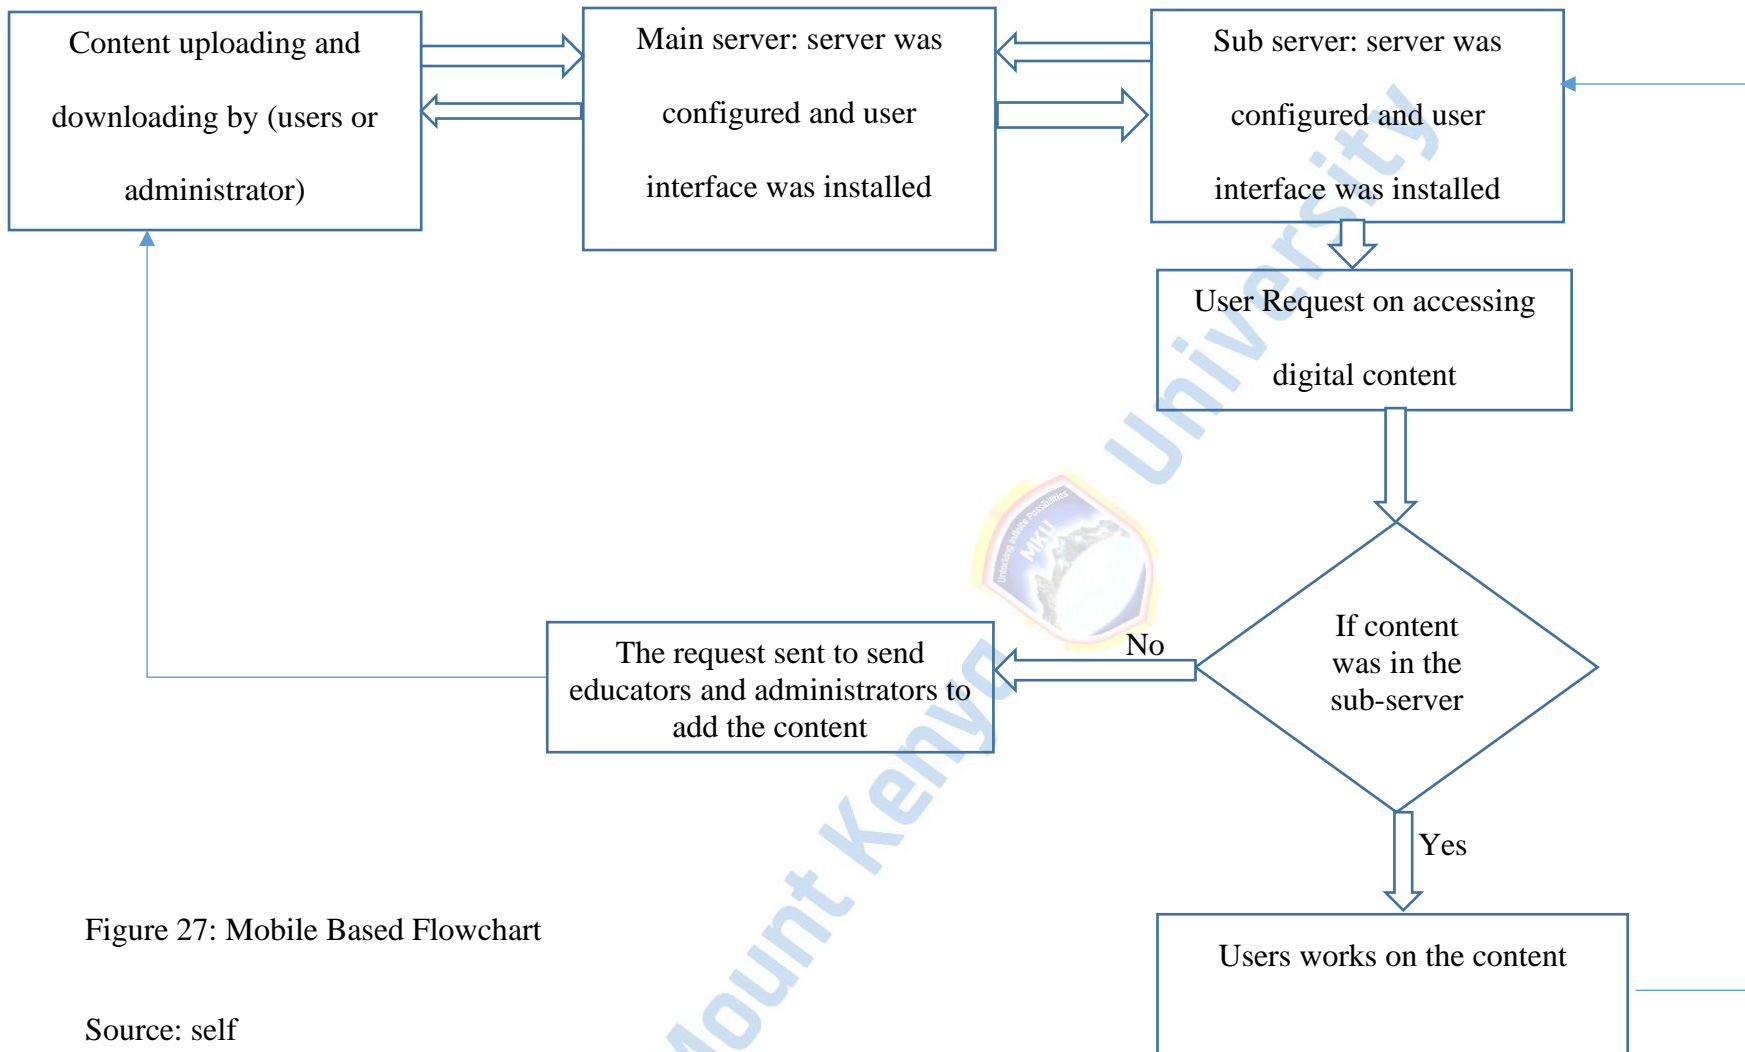 Content uploading and
downloading by (users or
administrator)
Main server: server was
configured and user
interface was installed
Sub server: server was
configured and user
interface was installed
User Request on accessing
digital content
If content
was in the
sub-server
No
The request sent to send
educators and administrators to
add the content
Yes
Users works on the content
Figure 27: Mobile Based Flowchart
Source: self
Mount Kenya University
Unlocking Infinite Possibilities
MKU